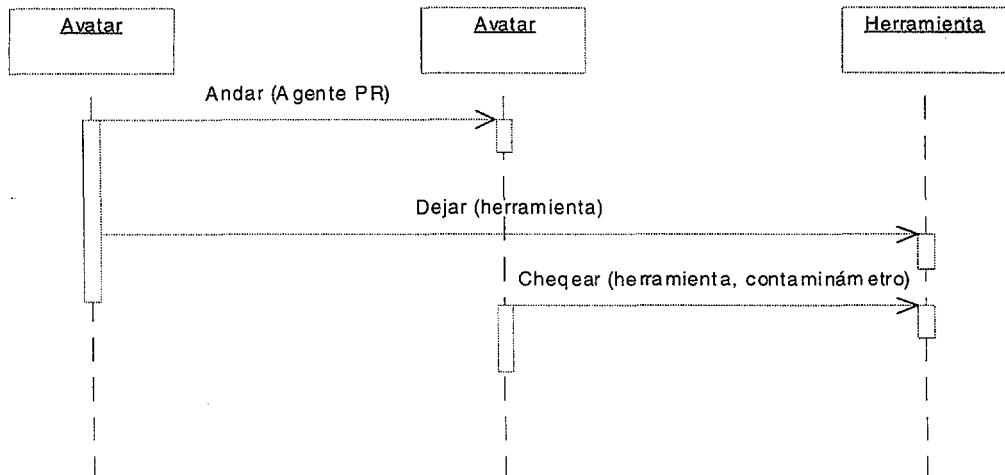 Avatar
Avatar
Herramienta
Andar (Agente PR)
Dejar (herramienta)
Cheqear (herramienta, contaminámetro)